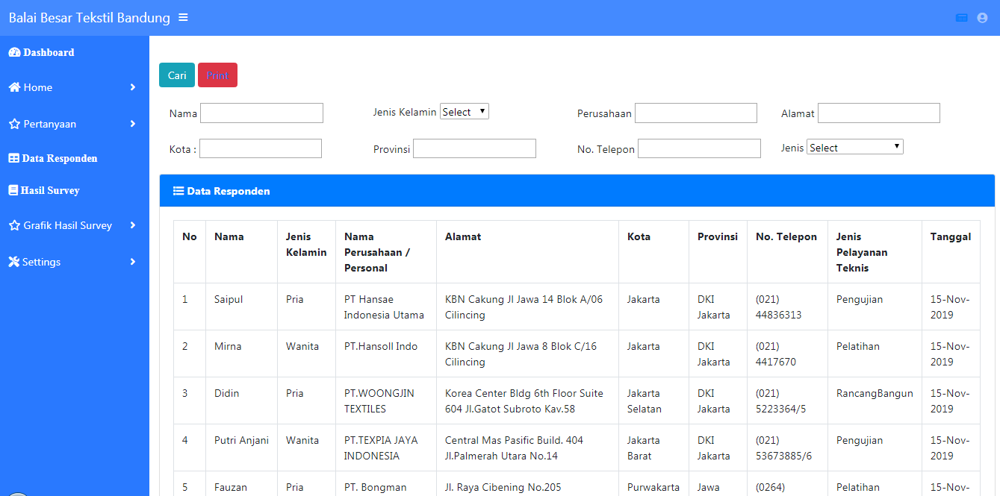 Balai Besar Tekstil Bandung
Dashboard
Home
Pertanyaan
Data Responden
Hasil Survey
Grafik Hasil Survey
Settings
Cari Print
Nama Jenis Kelamin Select Perusahaan Alamat
Kota : Provinsi No. Telepon Jenis Select
Data Responden
No Nama Jenis Nama Alamat Kota Provinsi No. Telepon Jenis Tanggal
Kelamin Perusahaan / Pelayanan
Personal Teknis
1 Saipul Pria PT Hansae KBN Cakung Jl Jawa 14 Blok A/06 Jakarta DKI (021) Pengujian 15-Nov-
Indonesia Utama Cilincing Jakarta 44836313 2019
2 Mirna Wanita PT.Hansoll Indo KBN Cakung Jl Jawa 8 Blok C/16 Jakarta DKI (021) Pelatihan 15-Nov-
Cilincing Jakarta 4417670 2019
3 Didin Pria PT.WOONGJIN Korea Center Bldg 6th Floor Suite Jakarta DKI (021) RancangBangun 15-Nov-
TEXTILES 604 Jl.Gatot Subroto Kav.58 Selatan Jakarta 5223364/5 2019
4 Putri Anjani Wanita PT.TEXPIA JAYA Central Mas Pasific Build. 404 Jakarta DKI (021) Pengujian 15-Nov-
INDONESIA Jl.Palmerah Utara No.14 Barat Jakarta 53673885/6 2019
5 Fauzan Pria PT. Bongman Jl. Raya Cibening No.205 Purwakarta Jawa (0264) Pelatihan 15-Nov-